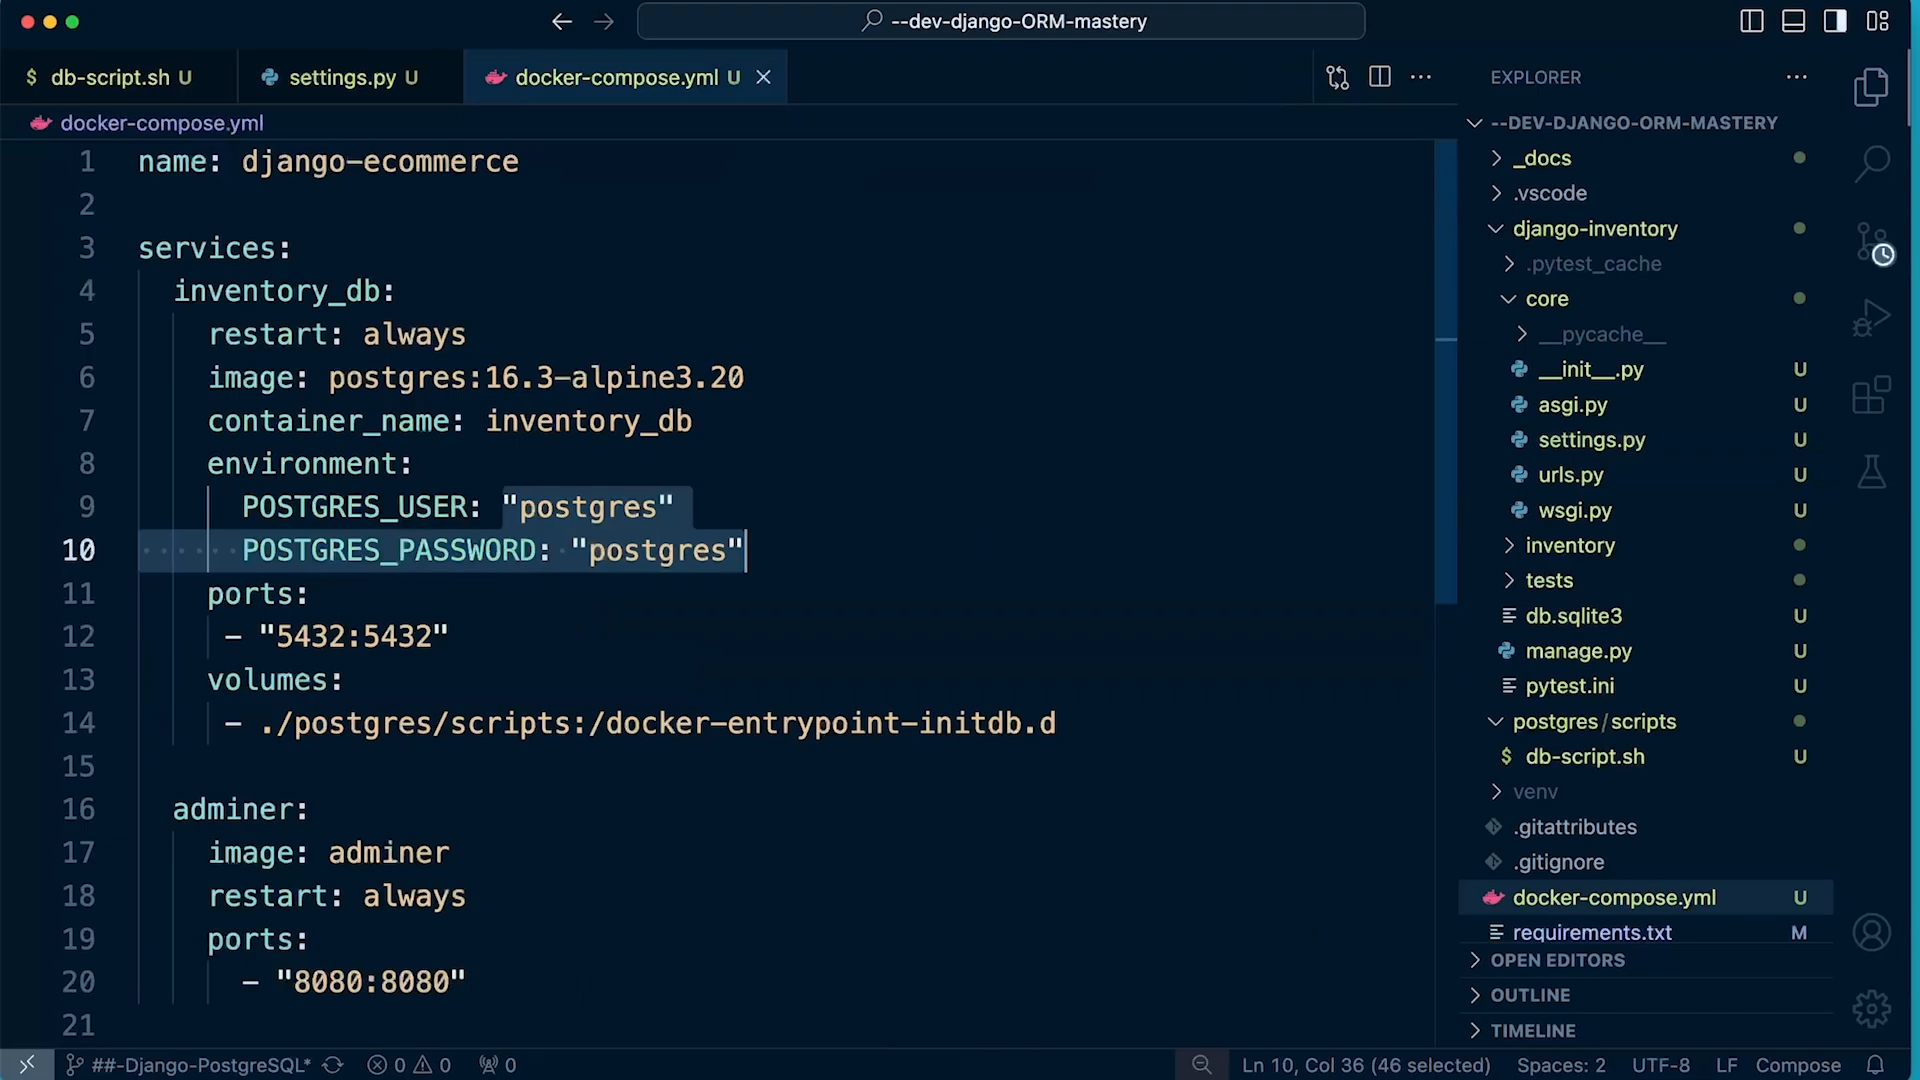 --dev-django-ORM-mastery
$ db-script.sh U
settings.py U
docker-compose.yml U
docker-compose.yml
1 name: django-ecommerce
2
3 services:
4 inventory_db:
5 restart: always
6 image: postgres:16.3-alpine3.20
7 container_name: inventory_db
8 environment:
9 POSTGRES_USER: "postgres"
10 POSTGRES_PASSWORD: "postgres"
11 ports:
12 - "5432:5432"
13 volumes:
14 - ./postgres/scripts:/docker-entrypoint-initdb.d
15
16 adminer:
17 image: adminer
18 restart: always
19 ports:
20 - "8080:8080"
21
EXPLORER
--DEV-DJANGO-ORM-MASTERY
_docs
.vscode
django-inventory
.pytest_cache
core
__pycache__
__init__.py U
asgi.py U
settings.py U
urls.py U
wsgi.py U
inventory
tests
db.sqlite3 U
manage.py U
pytest.ini U
postgres/scripts
$ db-script.sh U
venv
.gitattributes
.gitignore
docker-compose.yml U
requirements.txt M
OPEN EDITORS
OUTLINE
TIMELINE
##-Django-PostgreSQL* 0 0 0
Ln 10, Col 36 (46 selected) Spaces: 2 UTF-8 LF Compose